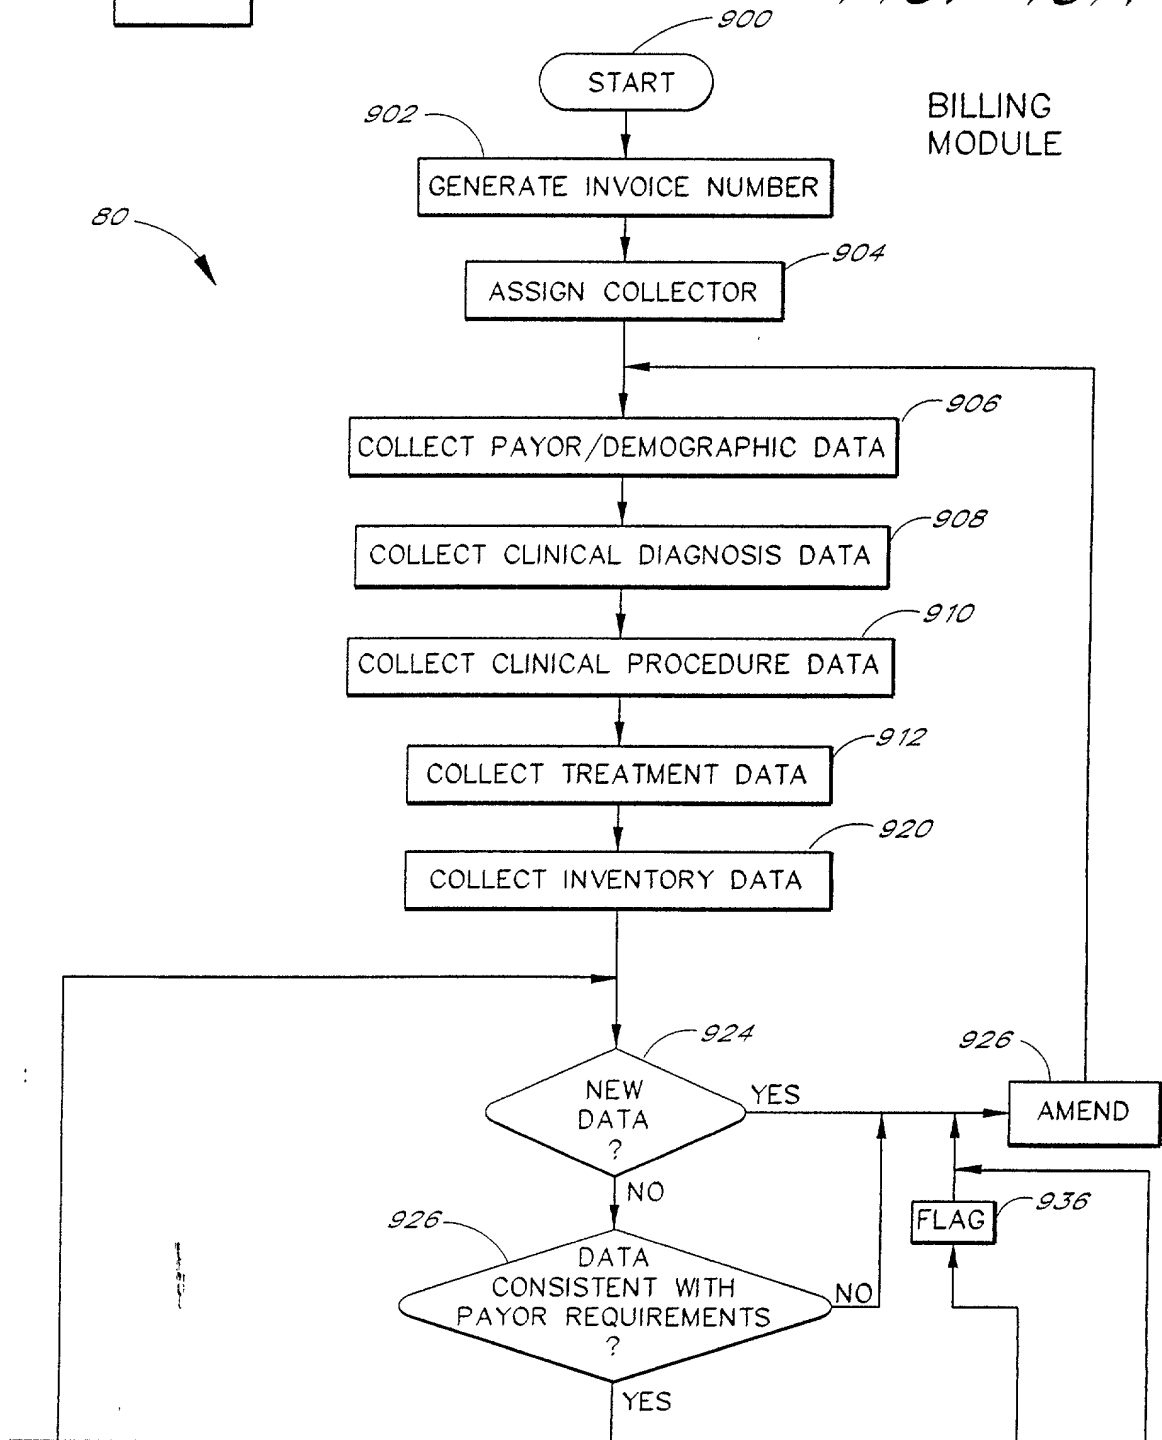 900
START
BILLING
MODULE
902
GENERATE INVOICE NUMBER
80
904
ASSIGN COLLECTOR
906
COLLECT PAYOR/DEMOGRAPHIC DATA
908
COLLECT CLINICAL DIAGNOSIS DATA
910
COLLECT CLINICAL PROCEDURE DATA
912
COLLECT TREATMENT DATA
920
COLLECT INVENTORY DATA
924
NEW
DATA
?
YES
926
AMEND
NO
936
FLAG
926
DATA
CONSISTENT WITH
PAYOR REQUIREMENTS
?
NO
YES